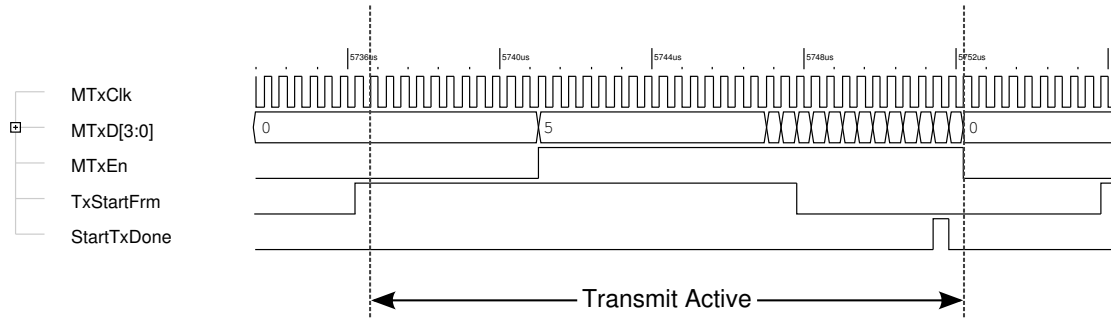 5736us 5740us 5744us 5748us 5752us
MTxClk
MTxD[3:0] 0 5 0
MTxEn
TxStartFrm
StartTxDone
Transmit Active